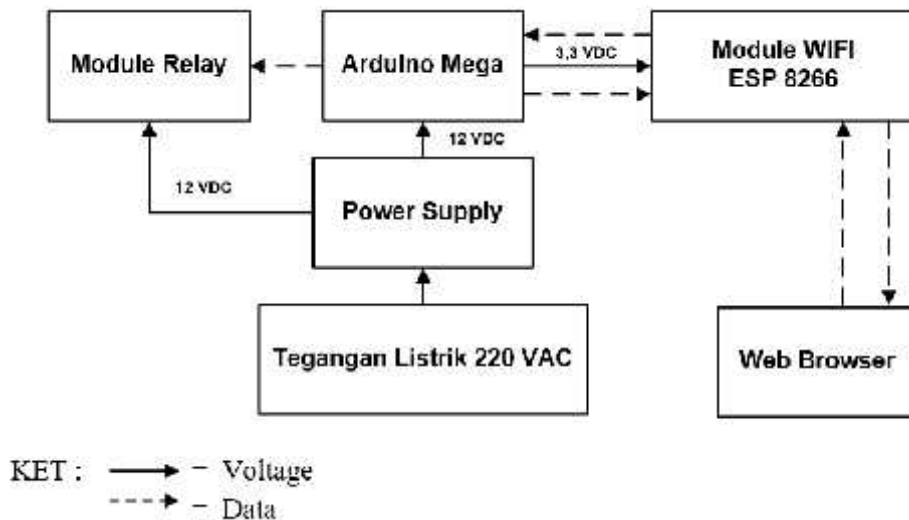 Module Relay
Arduino Mega
3,3 VDC
Module WIFI
ESP 8266
12 VDC
12 VDC
Power Supply
Tegangan Listrik 220 VAC
Web Browser
KET :
= Voltage
= Data